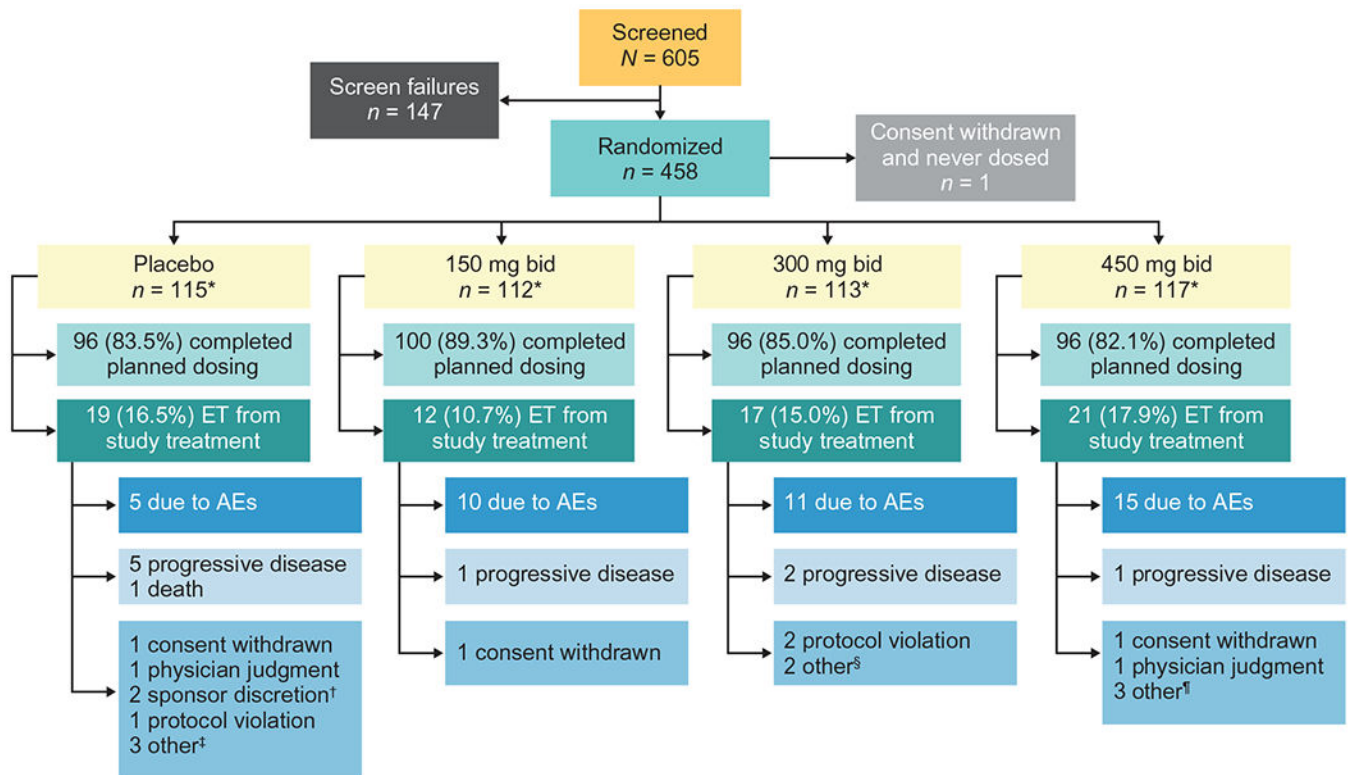 Screened
N = 605
Screen failures
n = 147
Randomized
n = 458
Consent withdrawn
and never dosed
n = 1
Placebo
n = 115*
96 (83.5%) completed
planned dosing
19 (16.5%) ET from
study treatment
5 due to AEs
5 progressive disease
1 death
1 consent withdrawn
1 physician judgment
2 sponsor discretion†
1 protocol violation
3 other‡
150 mg bid
n = 112*
100 (89.3%) completed
planned dosing
12 (10.7%) ET from
study treatment
10 due to AEs
1 progressive disease
1 consent withdrawn
300 mg bid
n = 113*
96 (85.0%) completed
planned dosing
17 (15.0%) ET from
study treatment
11 due to AEs
2 progressive disease
2 protocol violation
2 other§
450 mg bid
n = 117*
96 (82.1%) completed
planned dosing
21 (17.9%) ET from
study treatment
15 due to AEs
1 progressive disease
1 consent withdrawn
1 physician judgment
3 other¶